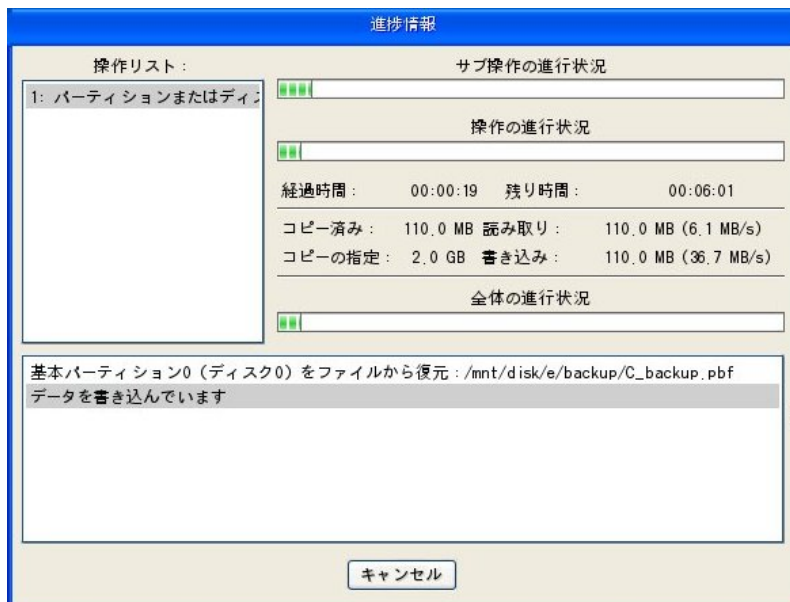 進捗情報
操作リスト：
1: パーティションまたはディス
サブ操作の進行状況
操作の進行状況
経過時間： 00:00:19 残り時間： 00:06:01
コピー済み： 110.0 MB 読み取り： 110.0 MB (6.1 MB/s)
コピーの指定： 2.0 GB 書き込み： 110.0 MB (36.7 MB/s)
全体の進行状況
基本パーティション0（ディスク0）をファイルから復元：/mnt/disk/e/backup/C_backup.pbf
データを書き込んでいます
キャンセル